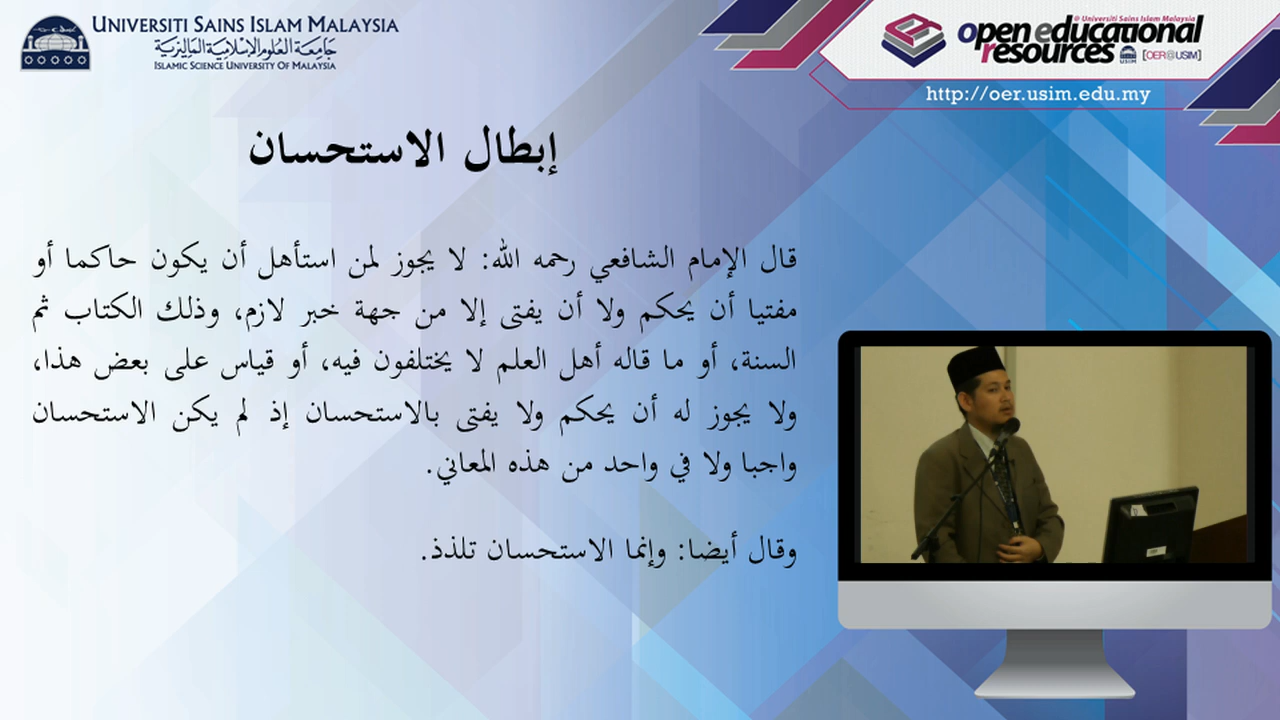 UNIVERSITI SAINS ISLAM MALAYSIA
جامعة العلوم الإسلامية الماليزية
ISLAMIC SCIENCE UNIVERSITY OF MALAYSIA
@ Universiti Sains Islam Malaysia
open educational
resources
USIM
[OER@USIM]
http://oer.usim.edu.my
إبطال الاستحسان
قال الإمام الشافعي رحمه الله: لا يجوز لمن استأهل أن يكون حاكما أو
مفتيا أن يحكم ولا أن يفتى إلا من جهة خبر لازم، وذلك الكتاب ثم
السنة، أو ما قاله أهل العلم لا يختلفون فيه، أو قياس على بعض هذا،
ولا يجوز له أن يحكم ولا يفتى بالاستحسان إذ لم يكن الاستحسان
واجبا ولا في واحد من هذه المعاني.
وقال أيضا: وإنما الاستحسان تلذذ.